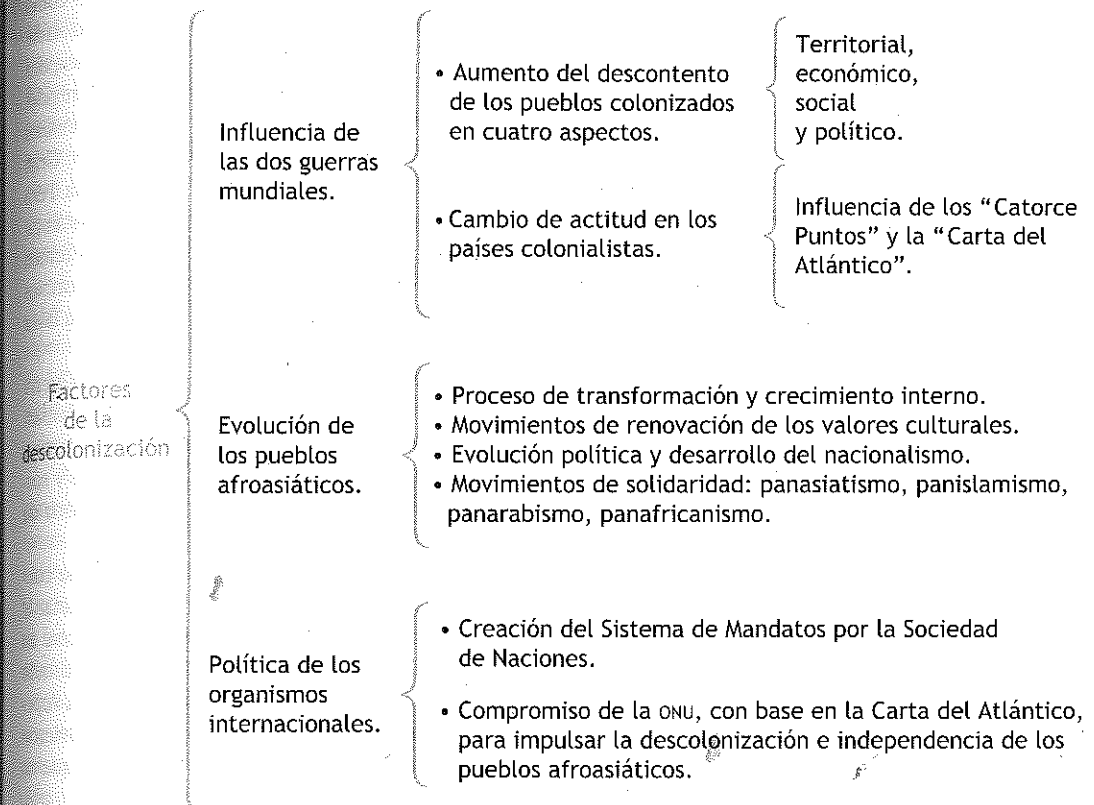 Factores
de la
descolonización
Influencia de
las dos guerras
mundiales.
• Aumento del descontento
de los pueblos colonizados
en cuatro aspectos.
Territorial,
económico,
social
y político.
• Cambio de actitud en los
países colonialistas.
Influencia de los “Catorce
Puntos” y la “Carta del
Atlántico”.
Evolución de
los pueblos
afroasiáticos.
• Proceso de transformación y crecimiento interno.
• Movimientos de renovación de los valores culturales.
• Evolución política y desarrollo del nacionalismo.
• Movimientos de solidaridad: panasiatismo, panislamismo,
panarabismo, panafricanismo.
Política de los
organismos
internacionales.
• Creación del Sistema de Mandatos por la Sociedad
de Naciones.
• Compromiso de la ONU, con base en la Carta del Atlántico,
para impulsar la descolonización e independencia de los
pueblos afroasiáticos.